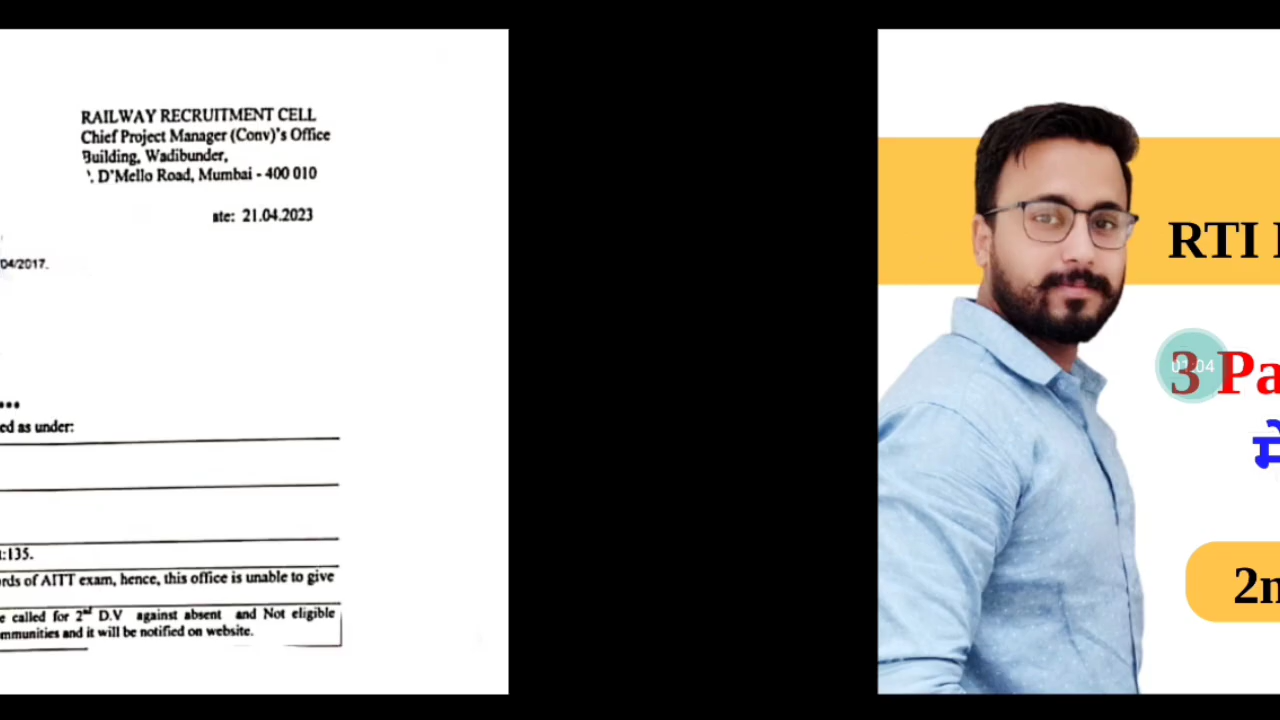 RAILWAY RECRUITMENT CELL
Chief Project Manager (Conv)'s Office
Building, Wadibunder,
D'Mello Road, Mumbai - 400 010
ate: 21.04.2023
04/2017.
ed as under:
:135.
rds of AITT exam, hence, this office is unable to give
e called for 2nd D.V against absent and Not eligible
mmunities and it will be notified on website.
RTI
3 Pa
01:04
में
2n